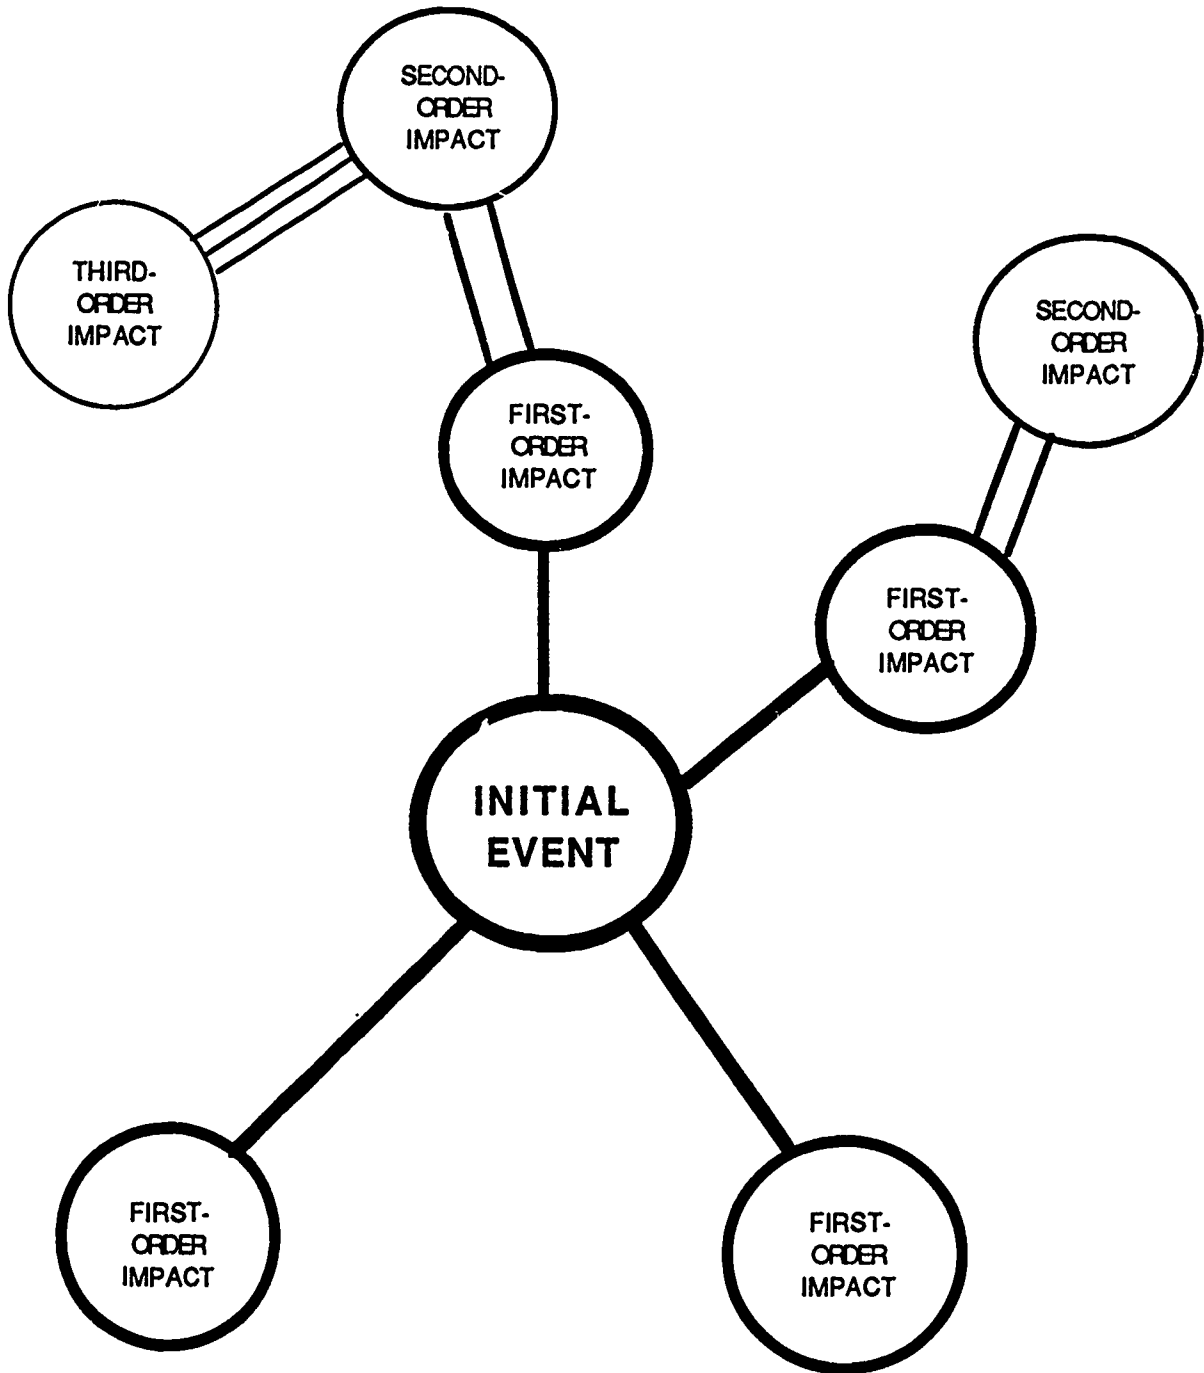 SECOND-
ORDER
IMPACT
THIRD-
ORDER
IMPACT
SECOND-
ORDER
IMPACT
FIRST-
ORDER
IMPACT
FIRST-
ORDER
IMPACT
INITIAL
EVENT
FIRST-
ORDER
IMPACT
FIRST-
ORDER
IMPACT